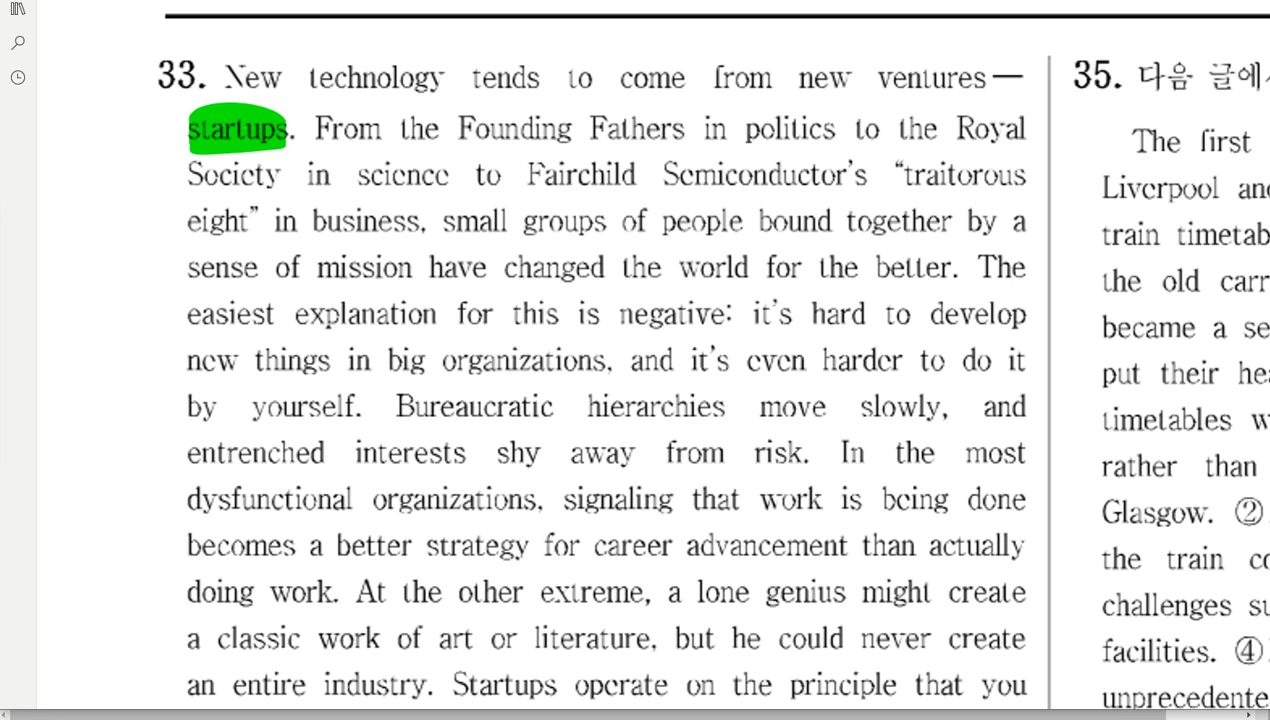 33. New technology tends to come from new ventures—
startups. From the Founding Fathers in politics to the Royal
Society in science to Fairchild Semiconductor's “traitorous
eight” in business, small groups of people bound together by a
sense of mission have changed the world for the better. The
easiest explanation for this is negative: it's hard to develop
new things in big organizations, and it's even harder to do it
by yourself. Bureaucratic hierarchies move slowly, and
entrenched interests shy away from risk. In the most
dysfunctional organizations, signaling that work is being done
becomes a better strategy for career advancement than actually
doing work. At the other extreme, a lone genius might create
a classic work of art or literature, but he could never create
an entire industry. Startups operate on the principle that you
35. 다음 글에서
The first
Liverpool and
train timetab
the old carr
became a se
put their hea
timetables w
rather than
Glasgow. ②
the train co
challenges su
facilities. ④
unprecedente